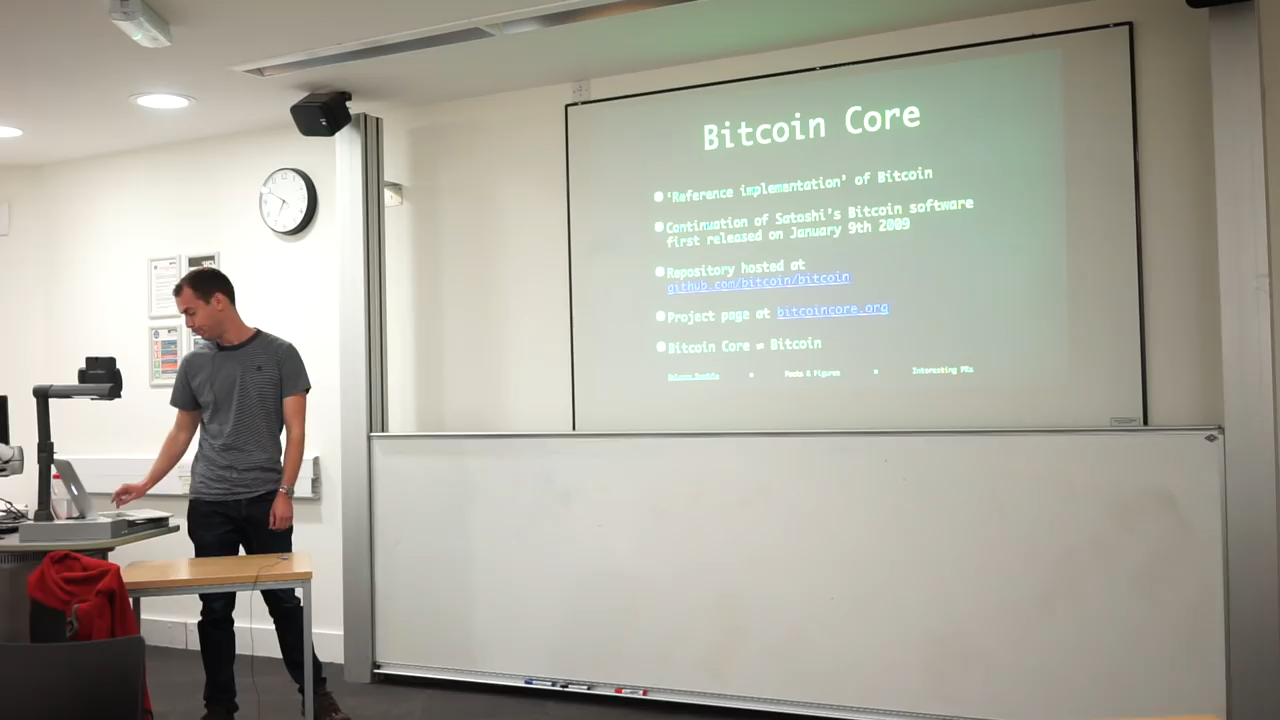 Bitcoin Core
'Reference implementation' of Bitcoin
Continuation of Satoshi's Bitcoin software
first released on January 9th 2009
Repository hosted at
github.com/bitcoin/bitcoin
Project page at bitcoincore.org
Bitcoin Core ≠ Bitcoin
Facts & Figures
Interesting PRs